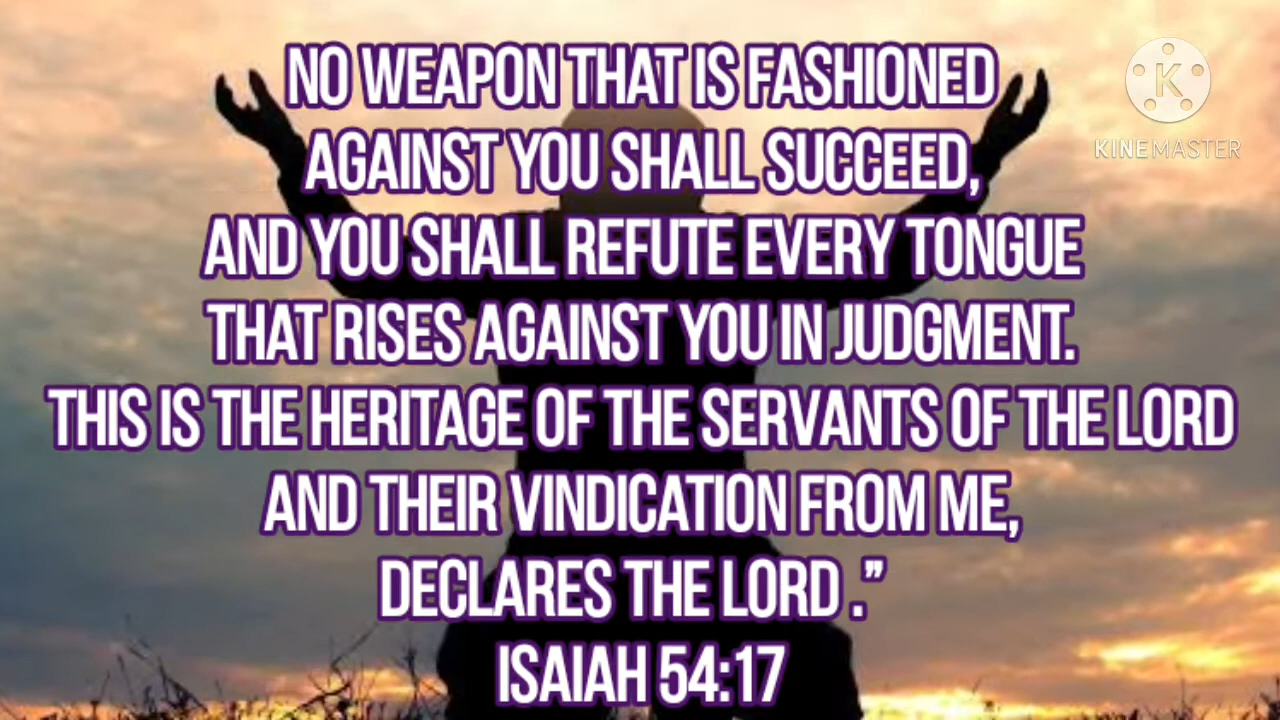 NO WEAPON THAT IS FASHIONED
AGAINST YOU SHALL SUCCEED,
AND YOU SHALL REFUTE EVERY TONGUE
THAT RISES AGAINST YOU IN JUDGMENT.
THIS IS THE HERITAGE OF THE SERVANTS OF THE LORD
AND THEIR VINDICATION FROM ME,
DECLARES THE LORD .”
ISAIAH 54:17
K
KINEMASTER